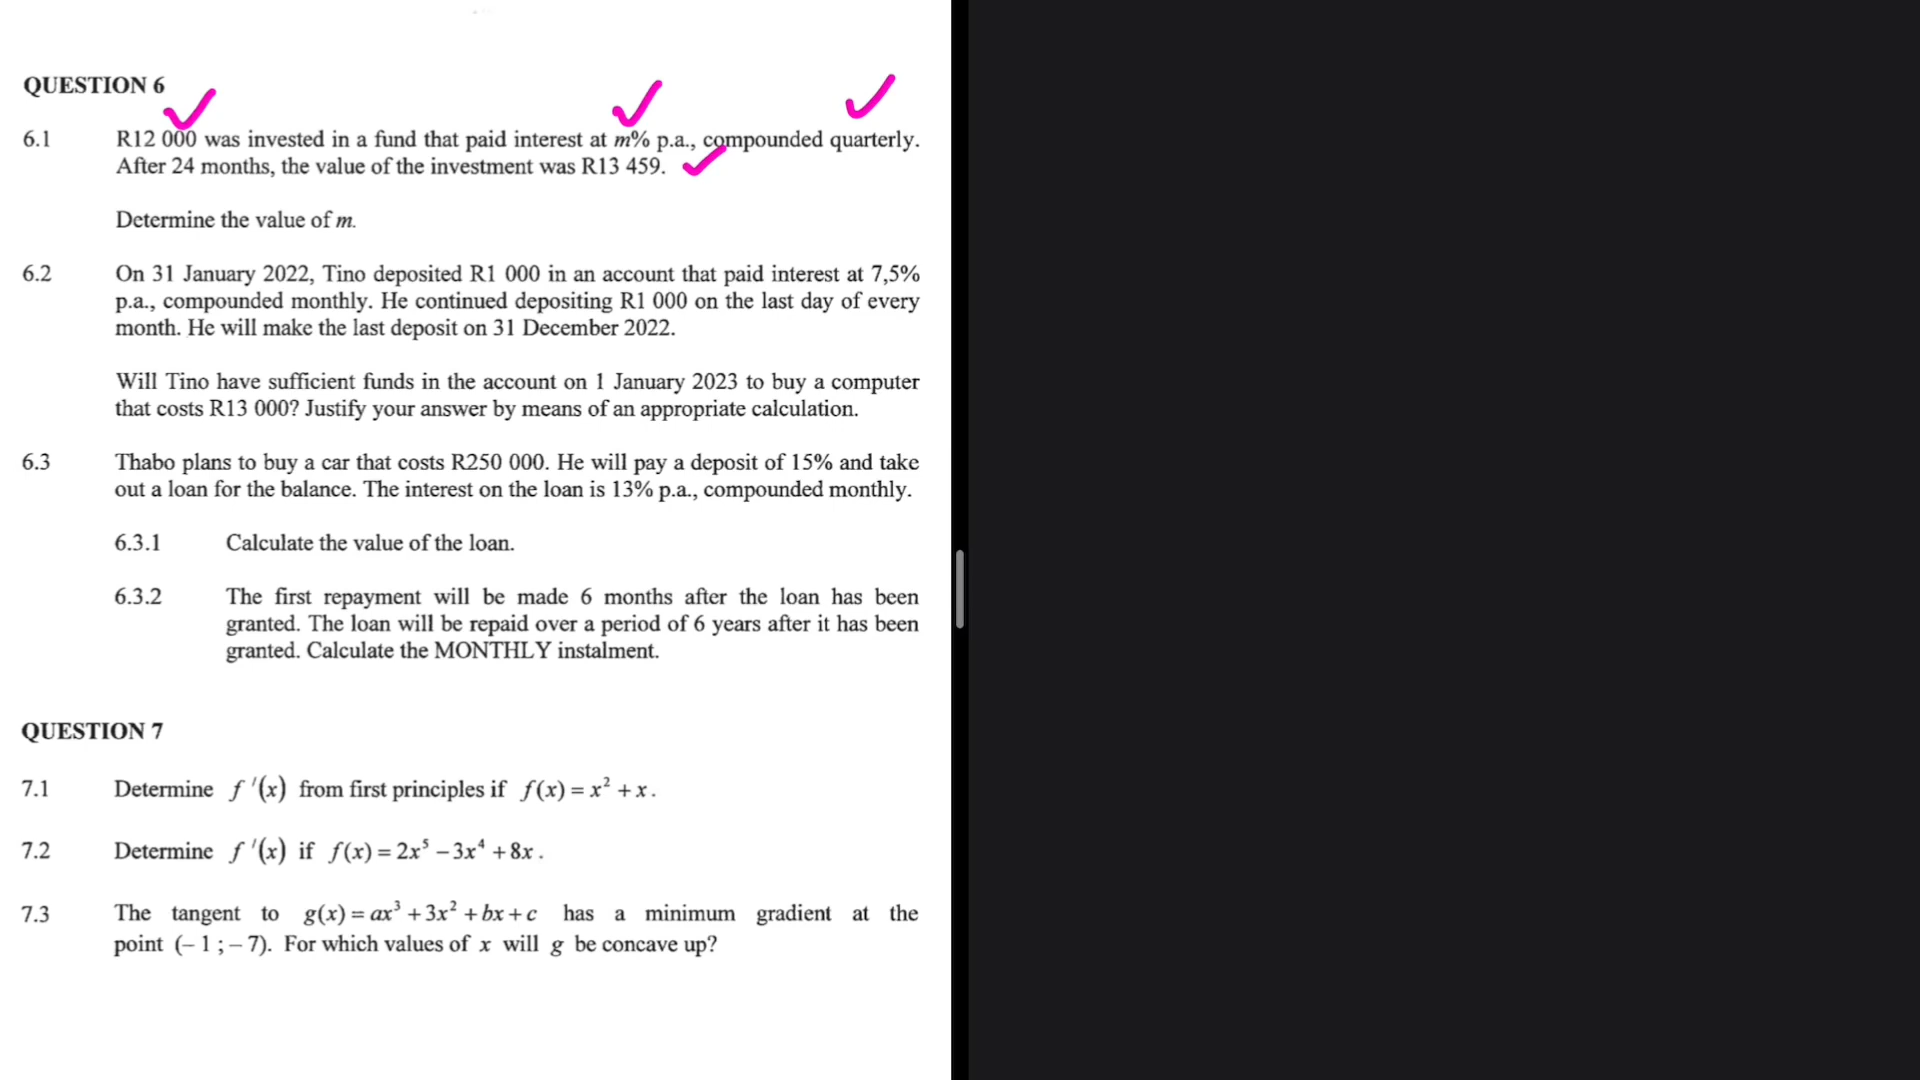 QUESTION 6
6.1 R12 000 was invested in a fund that paid interest at m% p.a., compounded quarterly.
After 24 months, the value of the investment was R13 459.
Determine the value of m.
6.2 On 31 January 2022, Tino deposited R1 000 in an account that paid interest at 7,5%
p.a., compounded monthly. He continued depositing R1 000 on the last day of every
month. He will make the last deposit on 31 December 2022.
Will Tino have sufficient funds in the account on 1 January 2023 to buy a computer
that costs R13 000? Justify your answer by means of an appropriate calculation.
6.3 Thabo plans to buy a car that costs R250 000. He will pay a deposit of 15% and take
out a loan for the balance. The interest on the loan is 13% p.a., compounded monthly.
6.3.1 Calculate the value of the loan.
6.3.2 The first repayment will be made 6 months after the loan has been
granted. The loan will be repaid over a period of 6 years after it has been
granted. Calculate the MONTHLY instalment.
QUESTION 7
7.1 Determine f ′(x) from first principles if f(x) = x² + x.
7.2 Determine f ′(x) if f(x) = 2x⁵ − 3x⁴ + 8x.
7.3 The tangent to g(x) = ax³ + 3x² + bx + c has a minimum gradient at the
point (− 1 ; − 7). For which values of x will g be concave up?